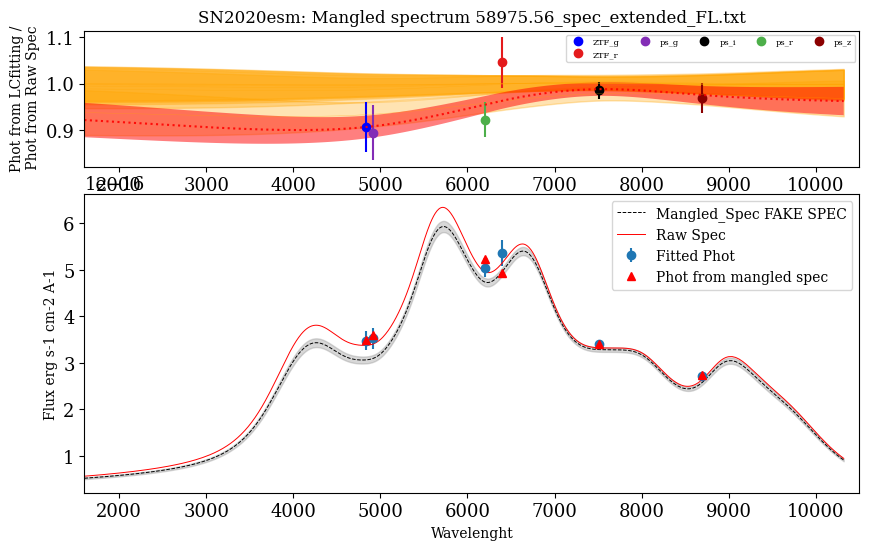 SN2020esm: Mangled spectrum 58975.56_spec_extended_FL.txt
Phot from LCfitting /
Phot from Raw Spec
1.1
1.0
0.9
ZTF_g ps_g ps_i ps_r ps_z
ZTF_r
2000 3000 4000 5000 6000 7000 8000 9000 10000
1e−16
Flux erg s-1 cm-2 A-1
6
5
4
3
2
1
Mangled_Spec FAKE SPEC
Raw Spec
Fitted Phot
Phot from mangled spec
2000 3000 4000 5000 6000 7000 8000 9000 10000
Wavelenght